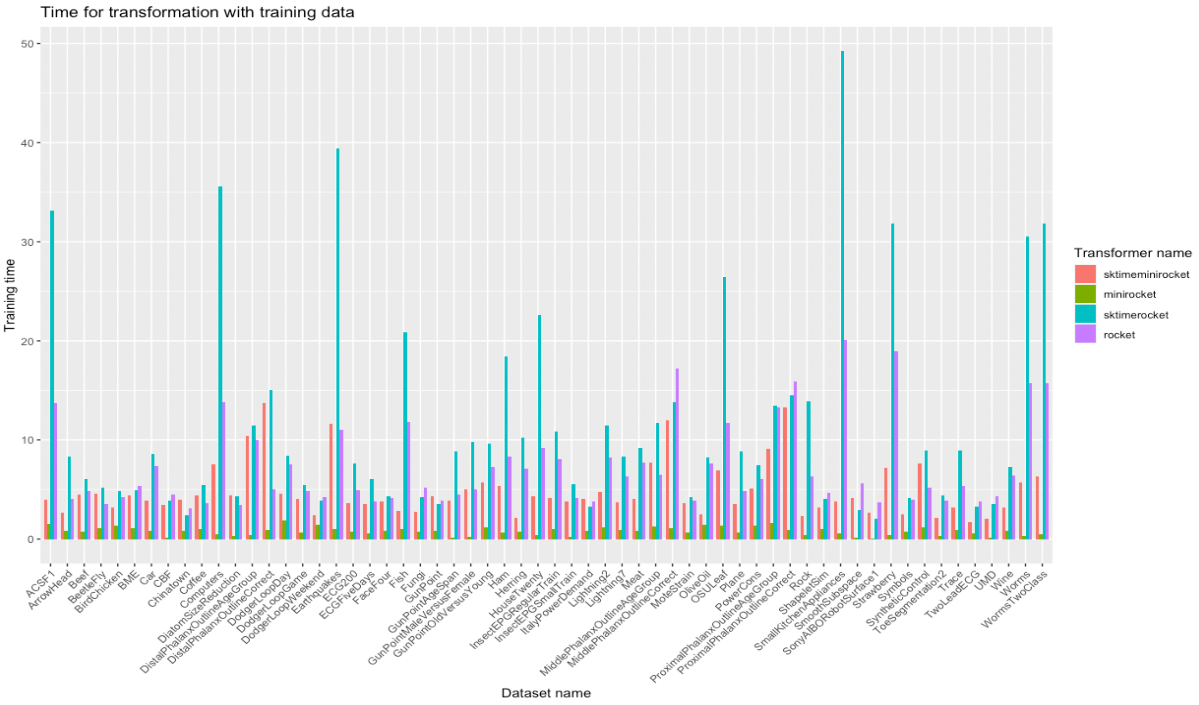 Time for transformation with training data
50
40
30
20
10
0
Training time
ACSF1
ArrowHead
Beef
BeetleFly
BirdChicken
BME
Car
CBF
Chinatown
Coffee
Computers
DiatomSizeReduction
DistalPhalanxOutlineAgeGroup
DistalPhalanxOutlineCorrect
DodgerLoopDay
DodgerLoopGame
DodgerLoopWeekend
Earthquakes
ECG200
ECGFiveDays
FaceFour
Fish
Fungi
GunPoint
GunPointAgeSpan
GunPointMaleVersusFemale
GunPointOldVersusYoung
Ham
Herring
HouseTwenty
InsectEPGRegularTrain
InsectEPGSmallTrain
ItalyPowerDemand
Lightning2
Lightning7
Meat
MiddlePhalanxOutlineAgeGroup
MiddlePhalanxOutlineCorrect
MoteStrain
OliveOil
OSULeaf
Plane
PowerCons
ProximalPhalanxOutlineAgeGroup
ProximalPhalanxOutlineCorrect
Rock
ShapeletSim
SmallKitchenAppliances
SmoothSubspace
SonyAIBORobotSurface1
Strawberry
Symbols
SyntheticControl
ToeSegmentation2
Trace
TwoLeadECG
UMD
Wine
Worms
WormsTwoClass
Dataset name
Transformer name
sktimeminirocket
minirocket
sktimerocket
rocket